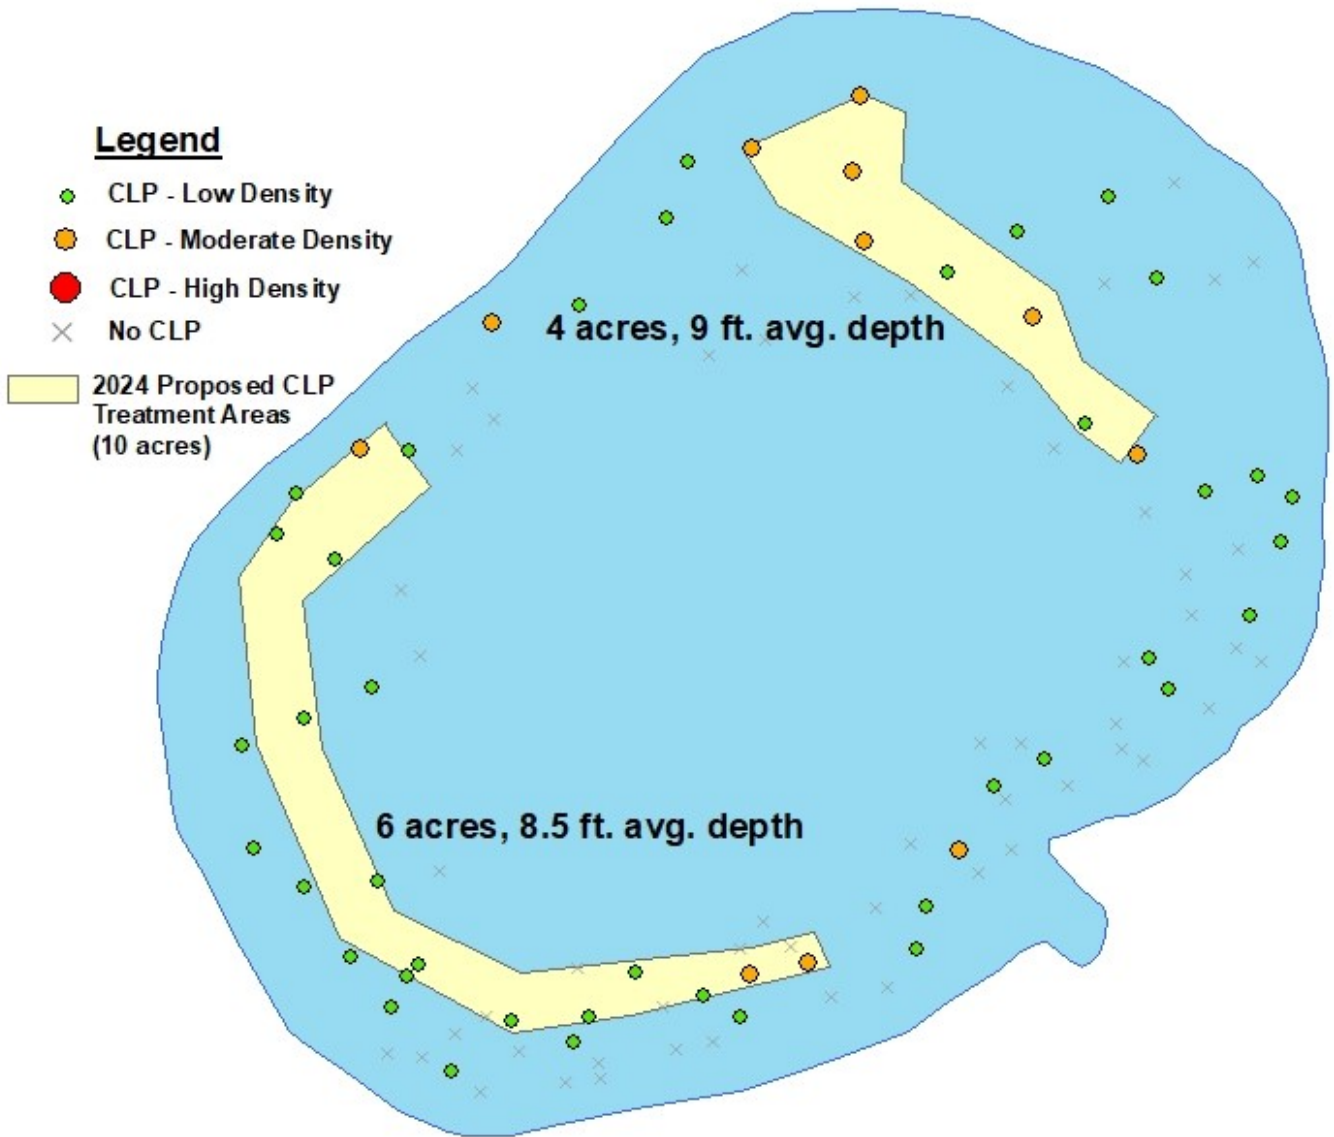 Legend
CLP - Low Density
CLP - Moderate Density
CLP - High Density
No CLP
2024 Proposed CLP
Treatment Areas
(10 acres)
4 acres, 9 ft. avg. depth
6 acres, 8.5 ft. avg. depth